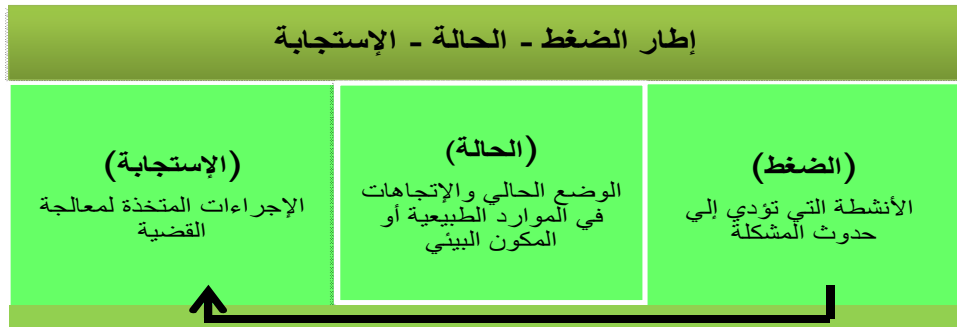 إطار الضغط - الحالة - الإستجابة
(الضغط)
الأنشطة التي تؤدي إلي
حدوث المشكلة
(الحالة)
الوضع الحالي والإتجاهات
في الموارد الطبيعية أو
المكون البيئي
(الإستجابة)
الإجراءات المتخذة لمعالجة
القضية